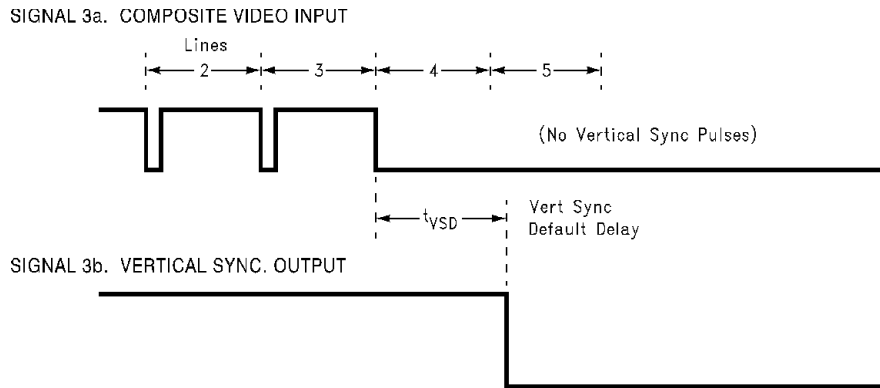 SIGNAL 3a. COMPOSITE VIDEO INPUT
Lines
2 3 4 5
(No Vertical Sync Pulses)
tVSD
Vert Sync
Default Delay
SIGNAL 3b. VERTICAL SYNC. OUTPUT